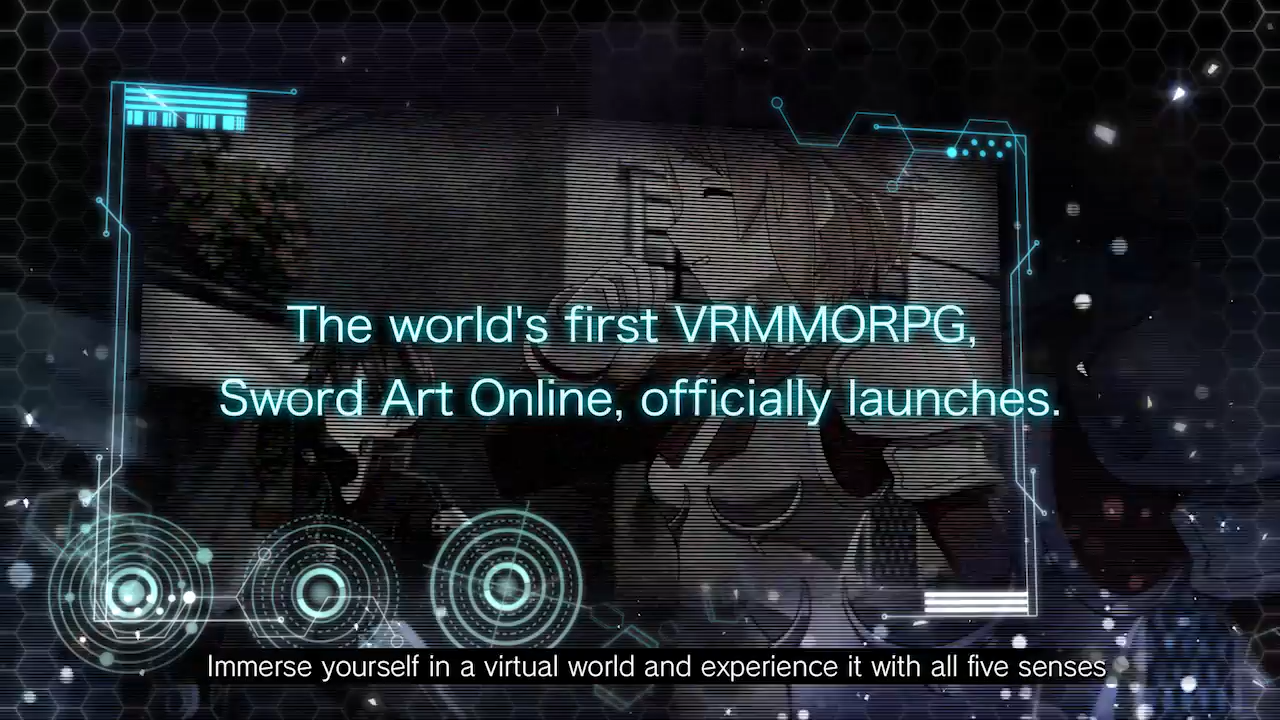 The world's first VRMMORPG,
Sword Art Online, officially launches.
Immerse yourself in a virtual world and experience it with all five senses